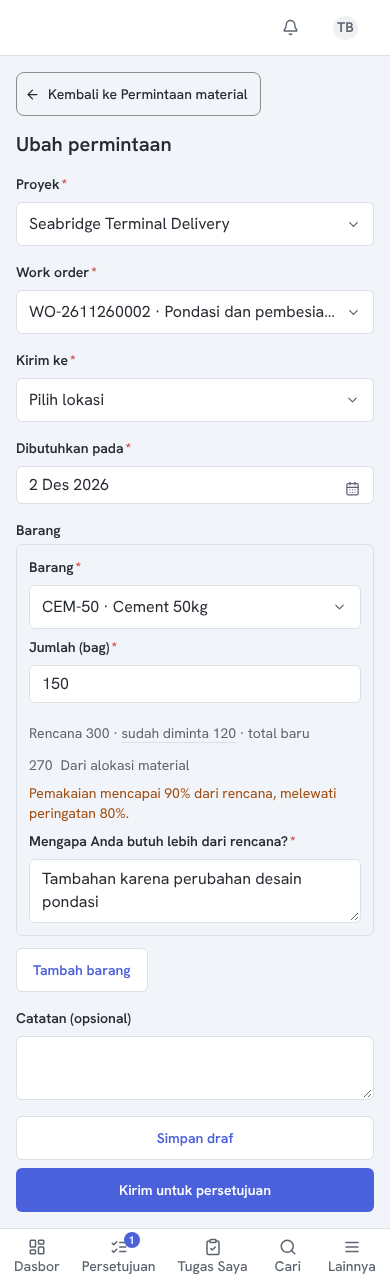 TB
Kembali ke Permintaan material
Ubah permintaan
Proyek*
Seabridge Terminal Delivery
Work order*
WO-2611260002 · Pondasi dan pembesia...
Kirim ke*
Pilih lokasi
Dibutuhkan pada*
2 Des 2026
Barang
Barang*
CEM-50 · Cement 50kg
Jumlah (bag)*
150
Rencana 300 · sudah diminta 120 · total baru
270 Dari alokasi material
Pemakaian mencapai 90% dari rencana, melewati
peringatan 80%.
Mengapa Anda butuh lebih dari rencana?*
Tambahan karena perubahan desain
pondasi
Tambah barang
Catatan (opsional)
Simpan draf
Kirim untuk persetujuan
1
Dasbor Persetujuan Tugas Saya Cari Lainnya